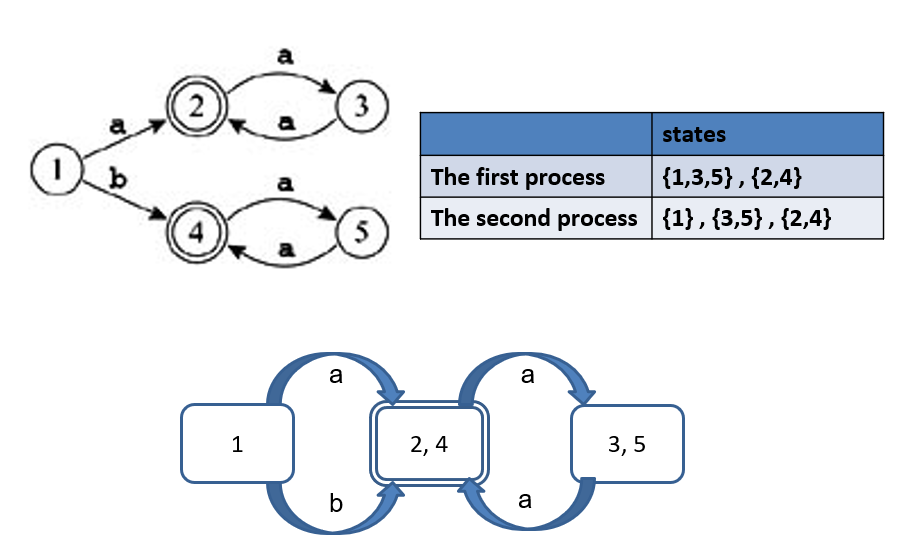 a
2
3
a
a
1
b
a
4
5
a
states
The first process
{1,3,5} , {2,4}
The second process
{1} , {3,5} , {2,4}
a
a
1
2, 4
3, 5
b
a